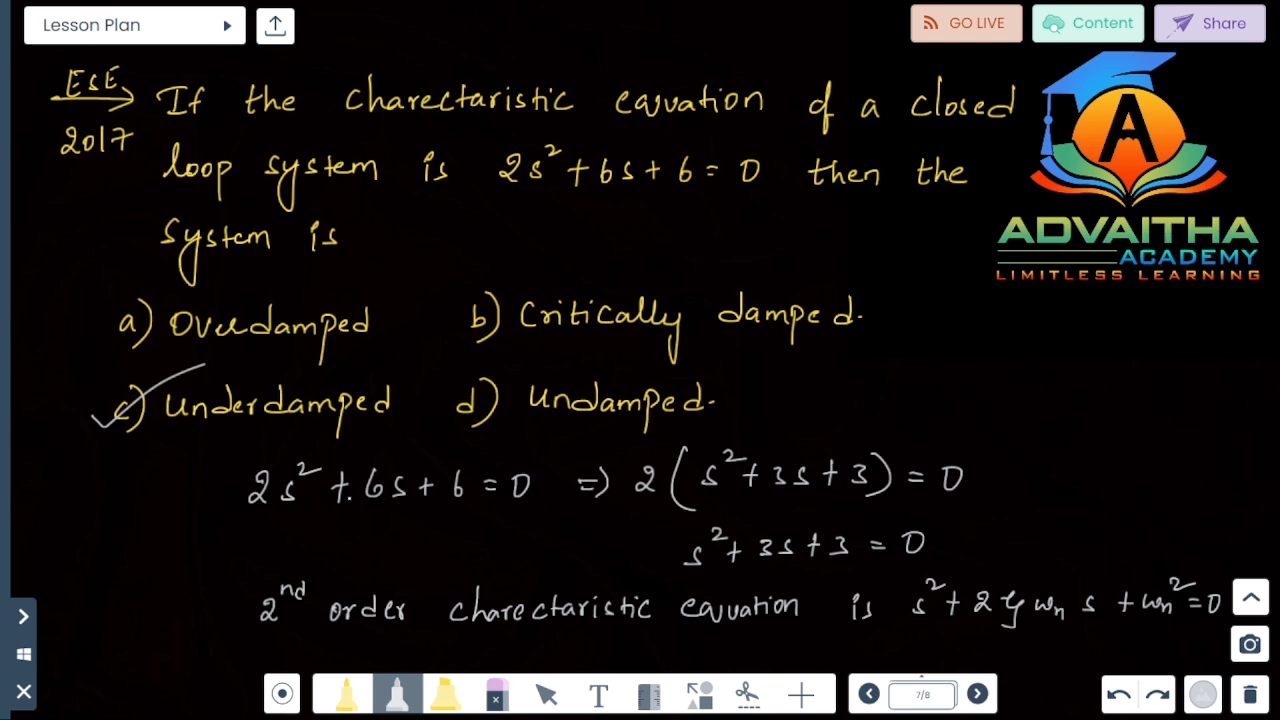 Lesson Plan
GO LIVE
Content
Share
ESE 2017
If the charectaristic equation of a closed
loop system is 2s² + 6s + 6 = 0 then the
system is
a) Overdamped b) Critically damped.
c) Underdamped d) Undamped.
A
ADVAITHA
ACADEMY
LIMITLESS LEARNING
2s² + 6s + 6 = 0 => 2(s² + 3s + 3) = 0
s² + 3s + 3 = 0
2nd order charectaristic equation is s² + 2ξωn s + ωn² = 0
T
7/8